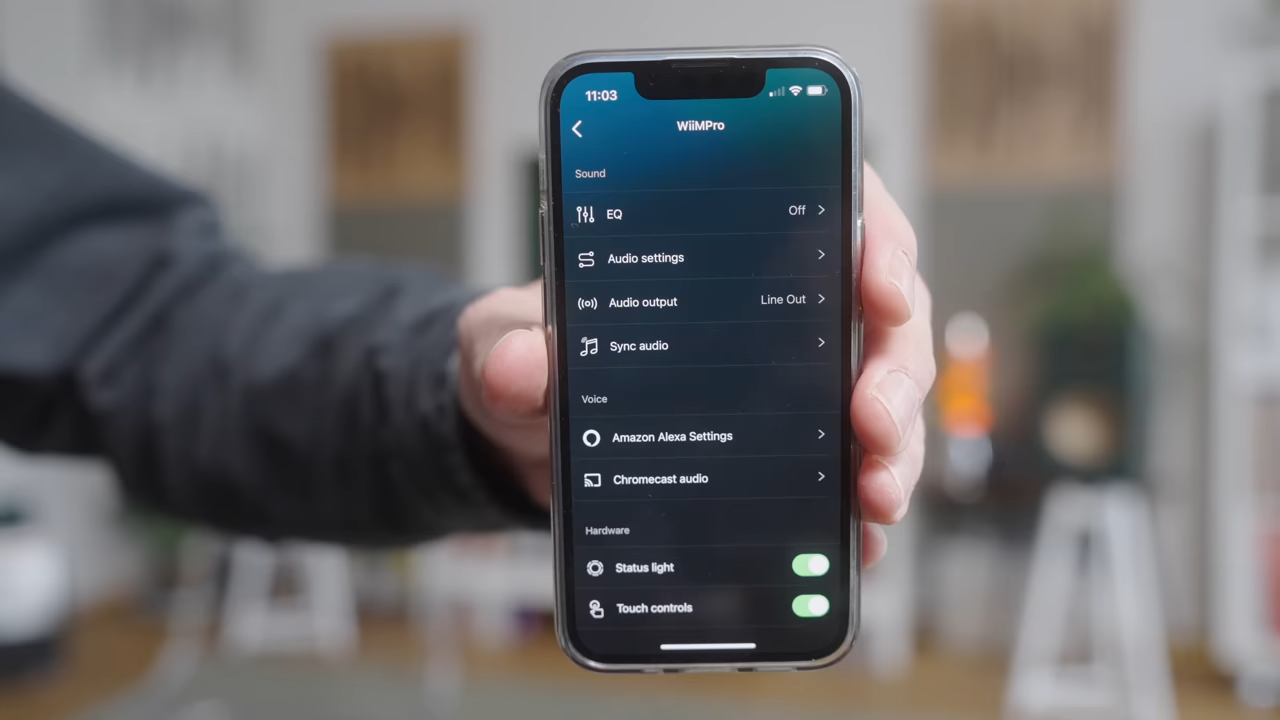 11:03
WiiMPro
Sound
EQ Off
Audio settings
Audio output Line Out
Sync audio
Voice
Amazon Alexa Settings
Chromecast audio
Hardware
Status light
Touch controls